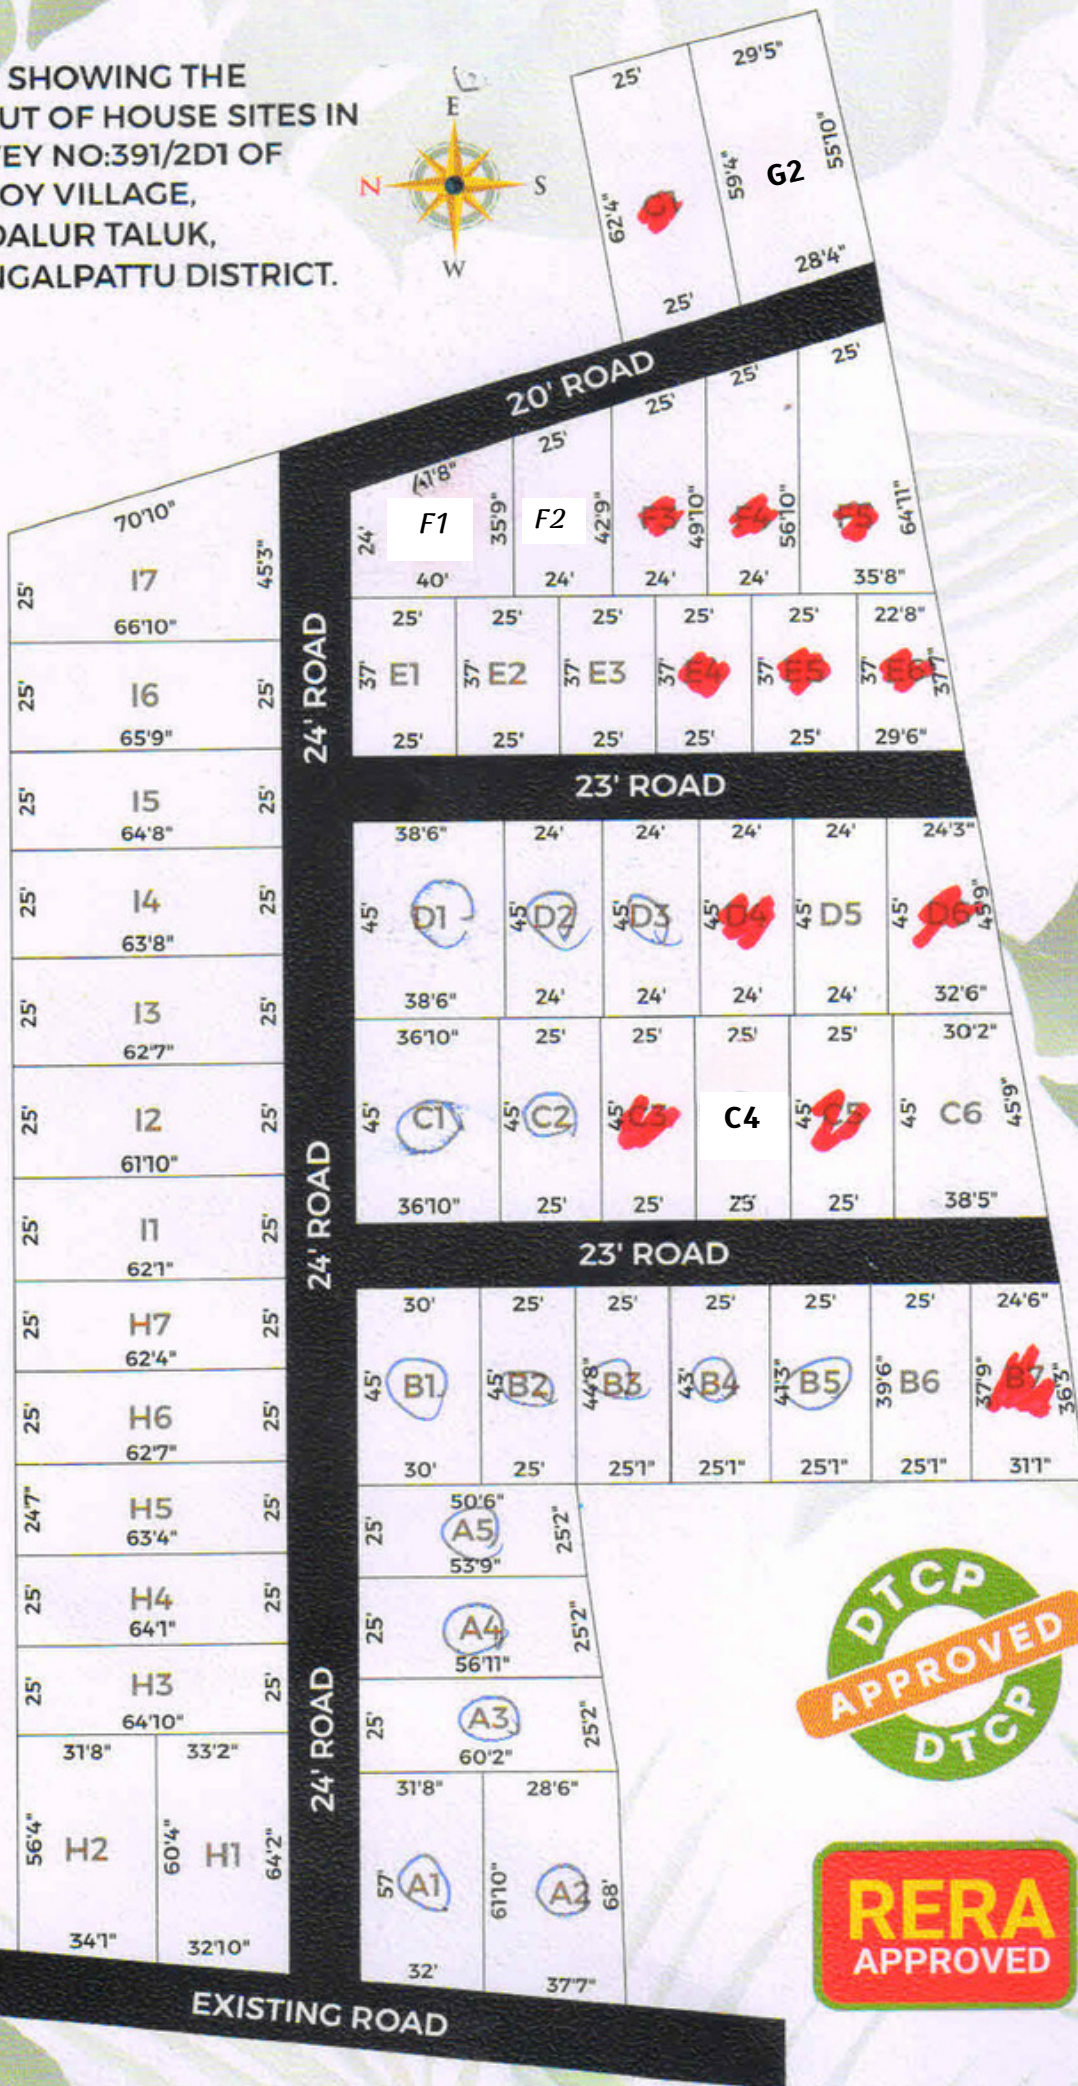 SHOWING THE
UT OF HOUSE SITES IN
EY NO:391/2D1 OF
OY VILLAGE,
DALUR TALUK,
NGALPATTU DISTRICT.
E
N S
W
25' 29'5"
62'4" 59'4" G2 55'10"
25' 28'4"
20' ROAD
41'8" 25' 25' 25' 25'
24' F1 35'9" F2 42'9" F3 49'10" F4 56'10" F5 64'11"
40' 24' 24' 24' 35'8"
70'10"
25' I7 45'3"
66'10"
25' I6 25'
65'9"
25' I5 25'
64'8"
25' I4 25'
63'8"
25' I3 25'
62'7"
25' I2 25'
61'10"
25' I1 25'
62'1"
25' H7 25'
62'4"
25' H6 25'
62'7"
24'7" H5 25'
63'4"
25' H4 25'
64'1"
25' H3 25'
64'10"
31'8" 33'2"
56'4" H2 60'4" H1 64'2"
34'1" 32'10"
24' ROAD
24' ROAD
24' ROAD
25' 25' 25' 25' 25' 22'8"
37' E1 37' E2 37' E3 37' E4 37' E5 37' E6 37'7"
25' 25' 25' 25' 25' 29'6"
23' ROAD
38'6" 24' 24' 24' 24' 24'3"
45' D1 45' D2 45' D3 45' D4 45' D5 45' D6 45'9"
38'6" 24' 24' 24' 24' 32'6"
36'10" 25' 25' 25' 25' 30'2"
45' C1 45' C2 45' C3 C4 45' C5 45' C6 45'9"
36'10" 25' 25' 25' 25' 38'5"
23' ROAD
30' 25' 25' 25' 25' 25' 24'6"
45' B1 45' B2 44'8" B3 43' B4 41'3" B5 39'6" B6 37'9" B7 36'3"
30' 25' 25'1" 25'1" 25'1" 25'1" 31'1"
50'6"
25' A5 25'2"
53'9"
25' A4 25'2"
56'11"
25' A3 25'2"
60'2"
31'8" 28'6"
57' A1 61'10" A2 68'
32' 37'7"
EXISTING ROAD
DTCP
APPROVED
DTCP
RERA
APPROVED